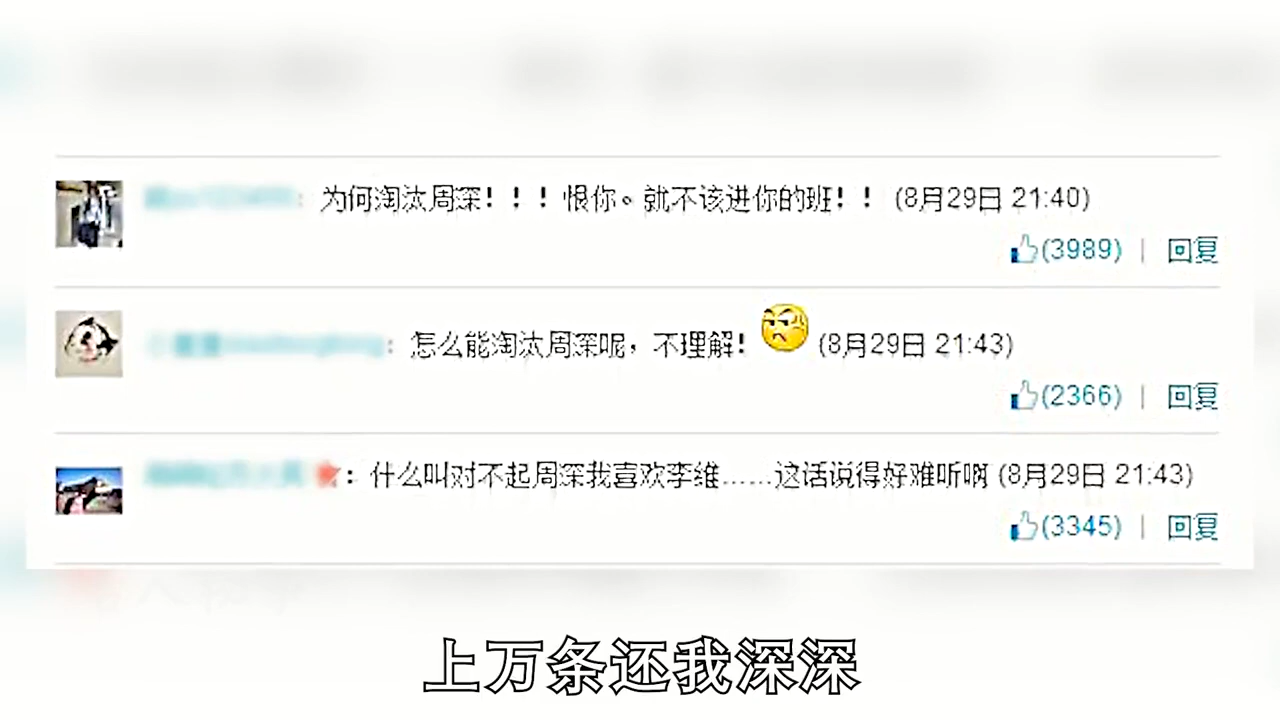 为何淘汰周深！！！恨你。就不该进你的班！！(8月29日 21:40)
(3989) | 回复
：怎么能淘汰周深呢，不理解！(8月29日 21:43)
(2366) | 回复
：什么叫对不起周深我喜欢李维……这话说得好难听啊 (8月29日 21:43)
(3345) | 回复
上万条还我深深